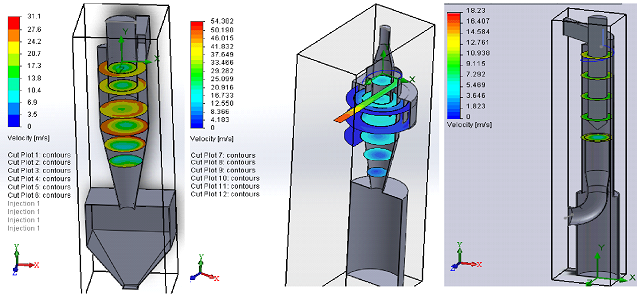 31.1
27.6
24.2
20.7
17.3
13.8
10.4
6.9
3.5
0
Velocity [m/s]
Cut Plot 1: contours
Cut Plot 2: contours
Cut Plot 3: contours
Cut Plot 4: contours
Cut Plot 5: contours
Cut Plot 6: contours
Injection 1
Injection 1
Injection 1
Injection 1
Y
X
Z
X
54.382
50.198
46.015
41.832
37.649
33.466
29.282
25.099
20.916
16.733
12.550
8.366
4.183
0
Velocity [m/s]
Cut Plot 7: contours
Cut Plot 8: contours
Cut Plot 9: contours
Cut Plot 10: contours
Cut Plot 11: contours
Cut Plot 12: contours
X
Y
Z
X
18.23
16.407
14.584
12.761
10.938
9.115
7.292
5.469
3.646
1.823
0
Velocity [m/s]
Y
X
Y
Z
X